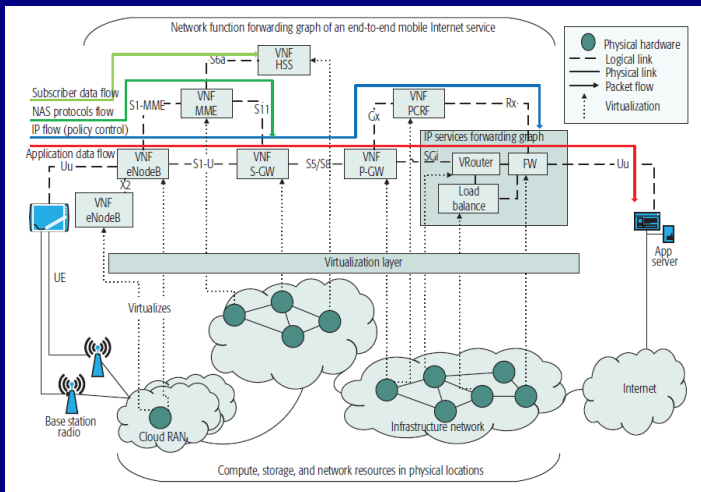 Network function forwarding graph of an end-to-end mobile Internet service
Physical hardware
Logical link
Physical link
Packet flow
Virtualization
VNF
HSS
S6a
Subscriber data flow
NAS protocols flow
IP flow (policy control)
Application data flow
S1-MME
VNF
MME
S11
Gx
VNF
PCRF
Rx
IP services forwarding graph
Uu
VNF
eNodeB
S1-U
VNF
S-GW
S5/S8
VNF
P-GW
SGi
VRouter
FW
Uu
X2
VNF
eNodeB
Load
balance
App
server
UE
Virtualization layer
Virtualizes
Base station
radio
Cloud RAN
Infrastructure network
Internet
Compute, storage, and network resources in physical locations